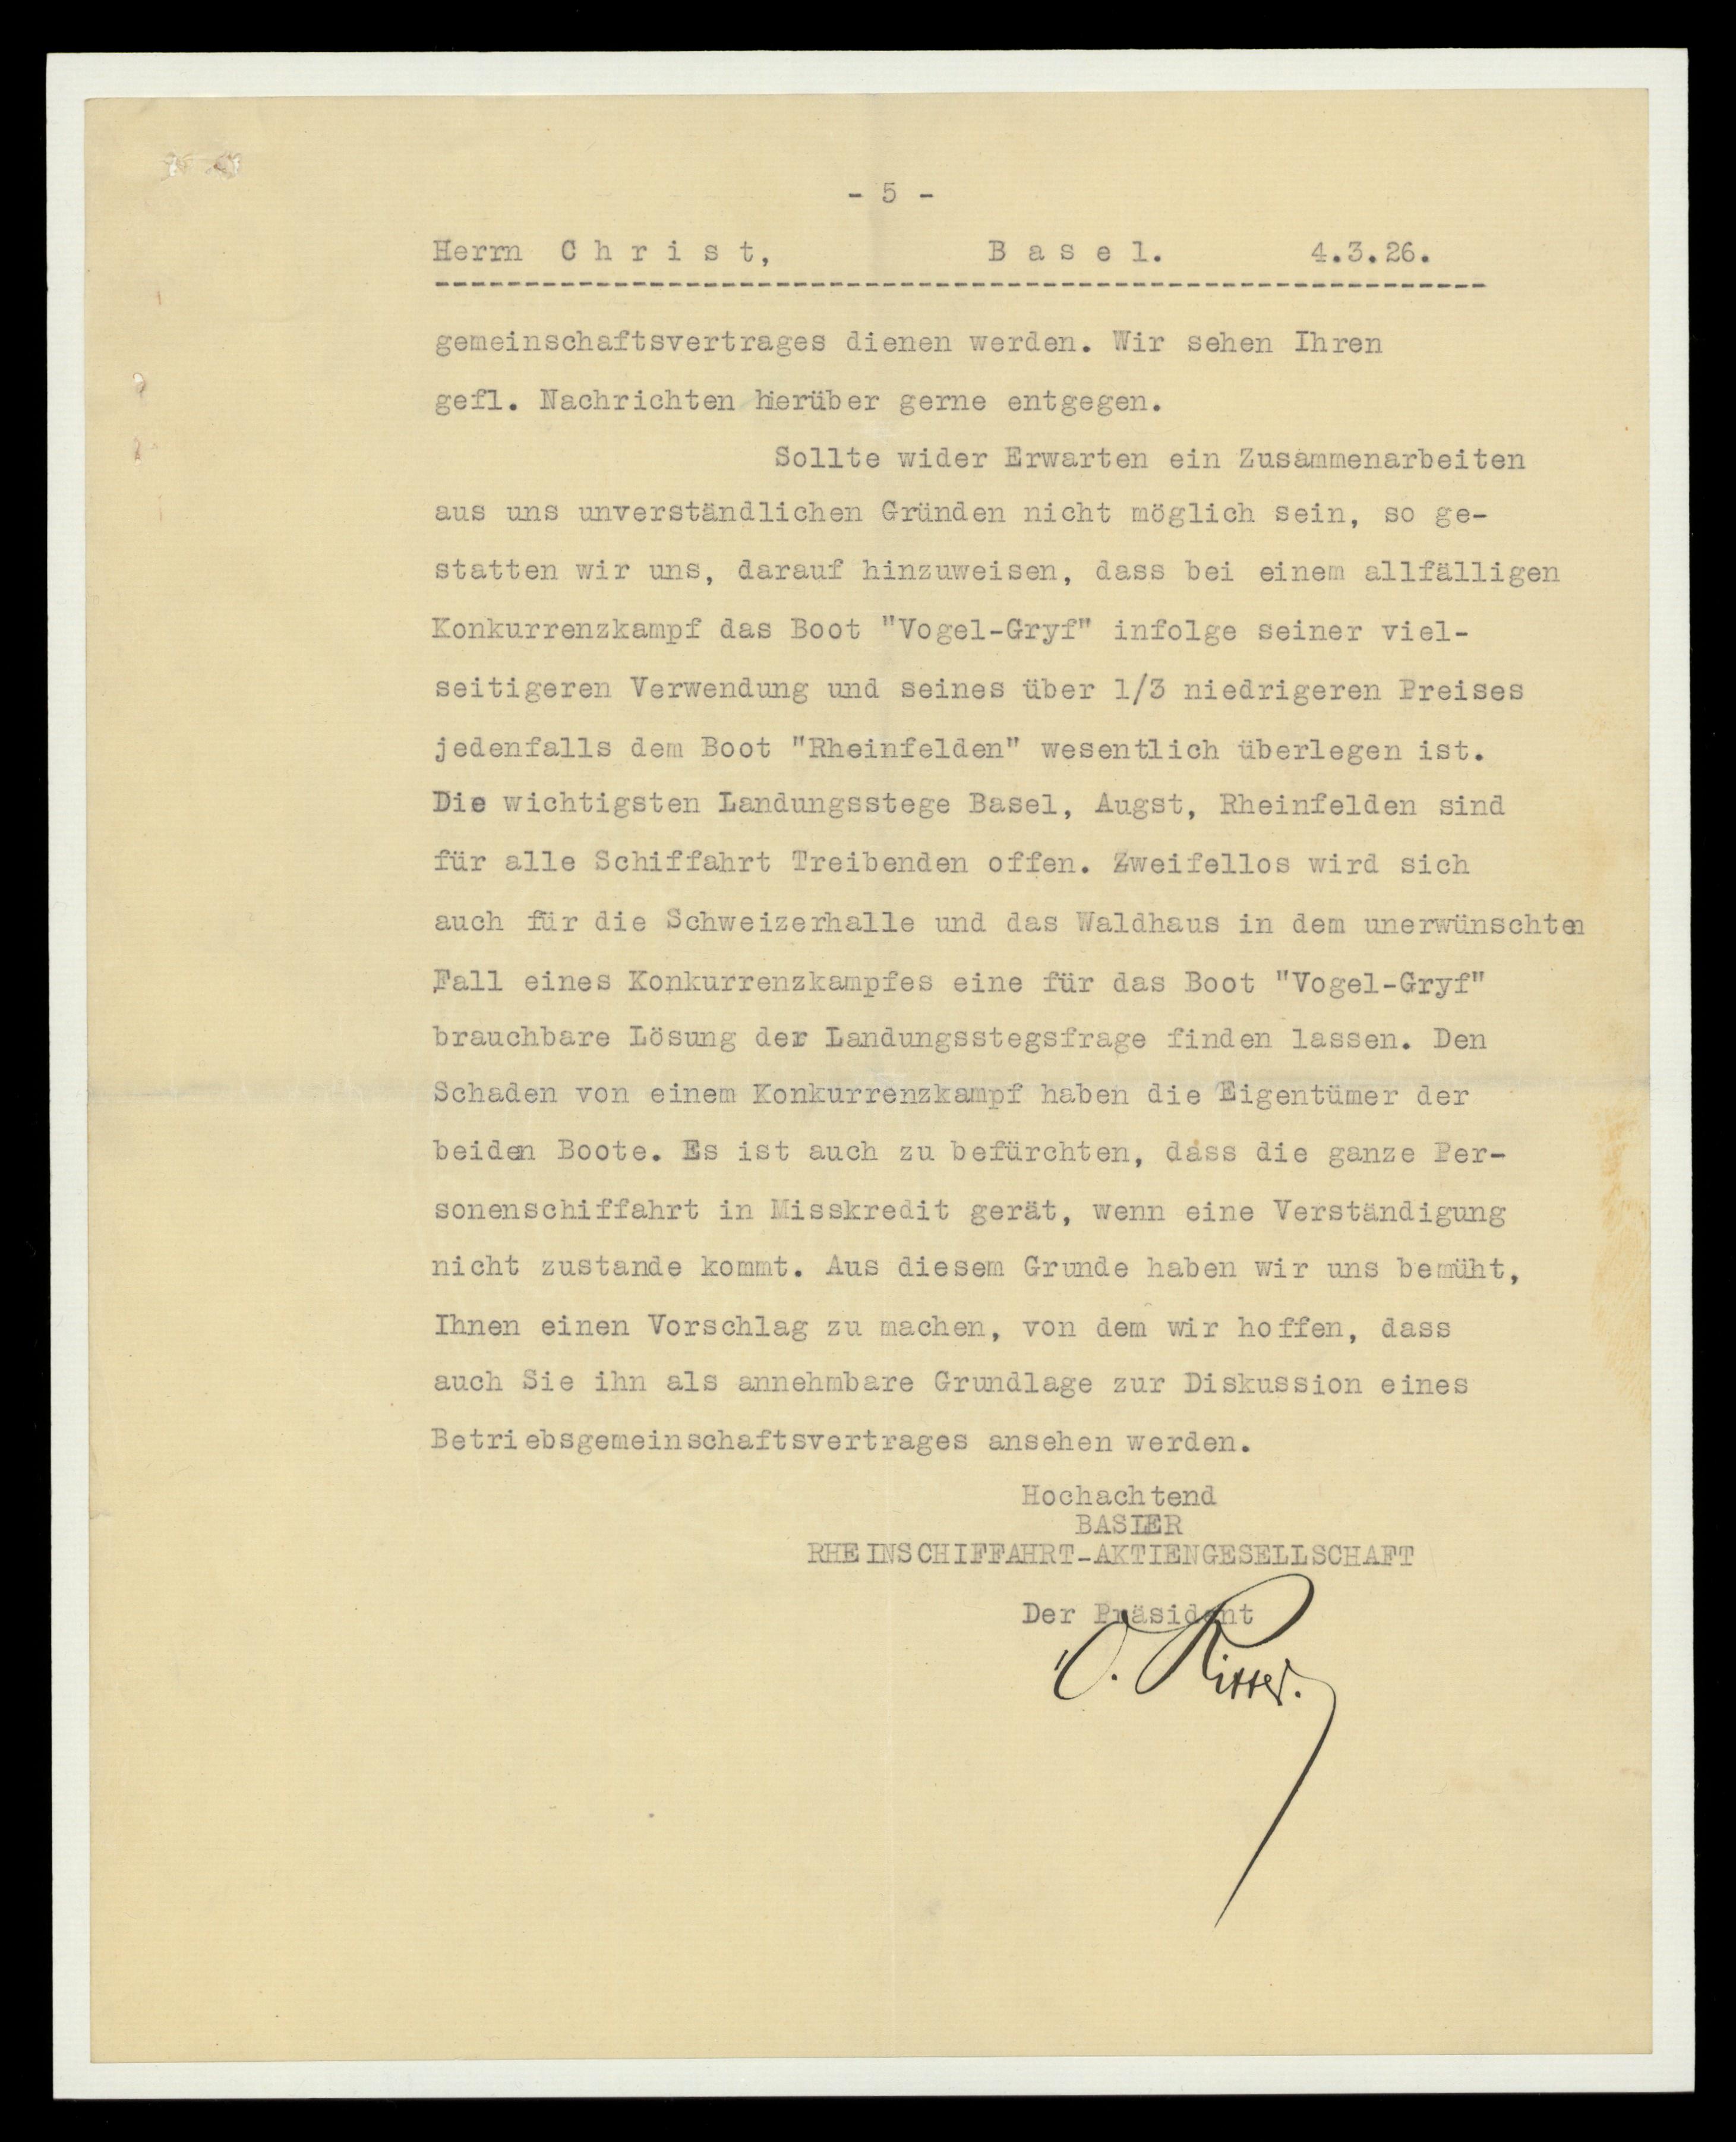 - 5 -
Herrn C h r i s t, B a s e l. 4.3.26.
gemeinschaftsvertrages dienen werden. Wir sehen Ihren
gefl. Nachrichten hierüber gerne entgegen.
Sollte wider Erwarten ein Zusammenarbeiten
aus uns unverständlichen Gründen nicht möglich sein, so ge-
statten wir uns, darauf hinzuweisen, dass bei einem allfälligen
Konkurrenzkampf das Boot "Vogel-Gryf" infolge seiner viel-
seitigeren Verwendung und seines über 1/3 niedrigeren Preises
jedenfalls dem Boot "Rheinfelden" wesentlich überlegen ist.
Die wichtigsten Landungsstege Basel, Augst, Rheinfelden sind
für alle Schiffahrt Treibenden offen. Zweifellos wird sich
auch für die Schweizerhalle und das Waldhaus in dem unerwünschten
Fall eines Konkurrenzkampfes eine für das Boot "Vogel-Gryf"
brauchbare Lösung der Landungsstegsfrage finden lassen. Den
Schaden von einem Konkurrenzkampf haben die Eigentümer der
beiden Boote. Es ist auch zu befürchten, dass die ganze Per-
sonenschiffahrt in Misskredit gerät, wenn eine Verständigung
nicht zustande kommt. Aus diesem Grunde haben wir uns bemüht,
Ihnen einen Vorschlag zu machen, von dem wir hoffen, dass
auch Sie ihn als annehmbare Grundlage zur Diskussion eines
Betriebsgemeinschaftsvertrages ansehen werden.
Hochachtend
BASLER
RHEINSCHIFFAHRT-AKTIENGESELLSCHAFT
Der Präsident
O. Ritter.